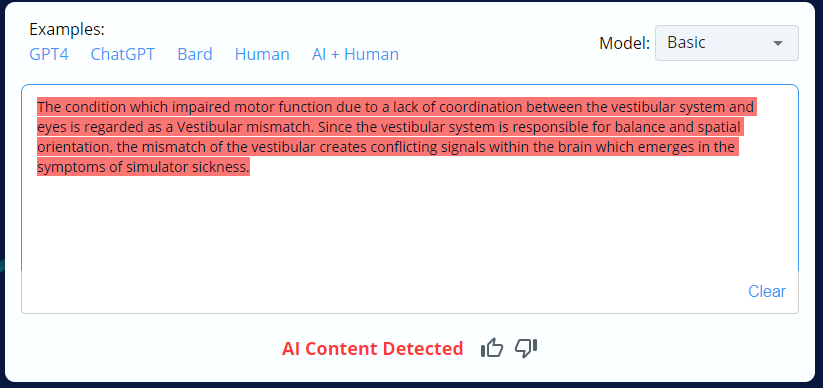 Examples:
GPT4 ChatGPT Bard Human AI + Human
Model: Basic
The condition which impaired motor function due to a lack of coordination between the vestibular system and
eyes is regarded as a Vestibular mismatch. Since the vestibular system is responsible for balance and spatial
orientation, the mismatch of the vestibular creates conflicting signals within the brain which emerges in the
symptoms of simulator sickness.
Clear
AI Content Detected